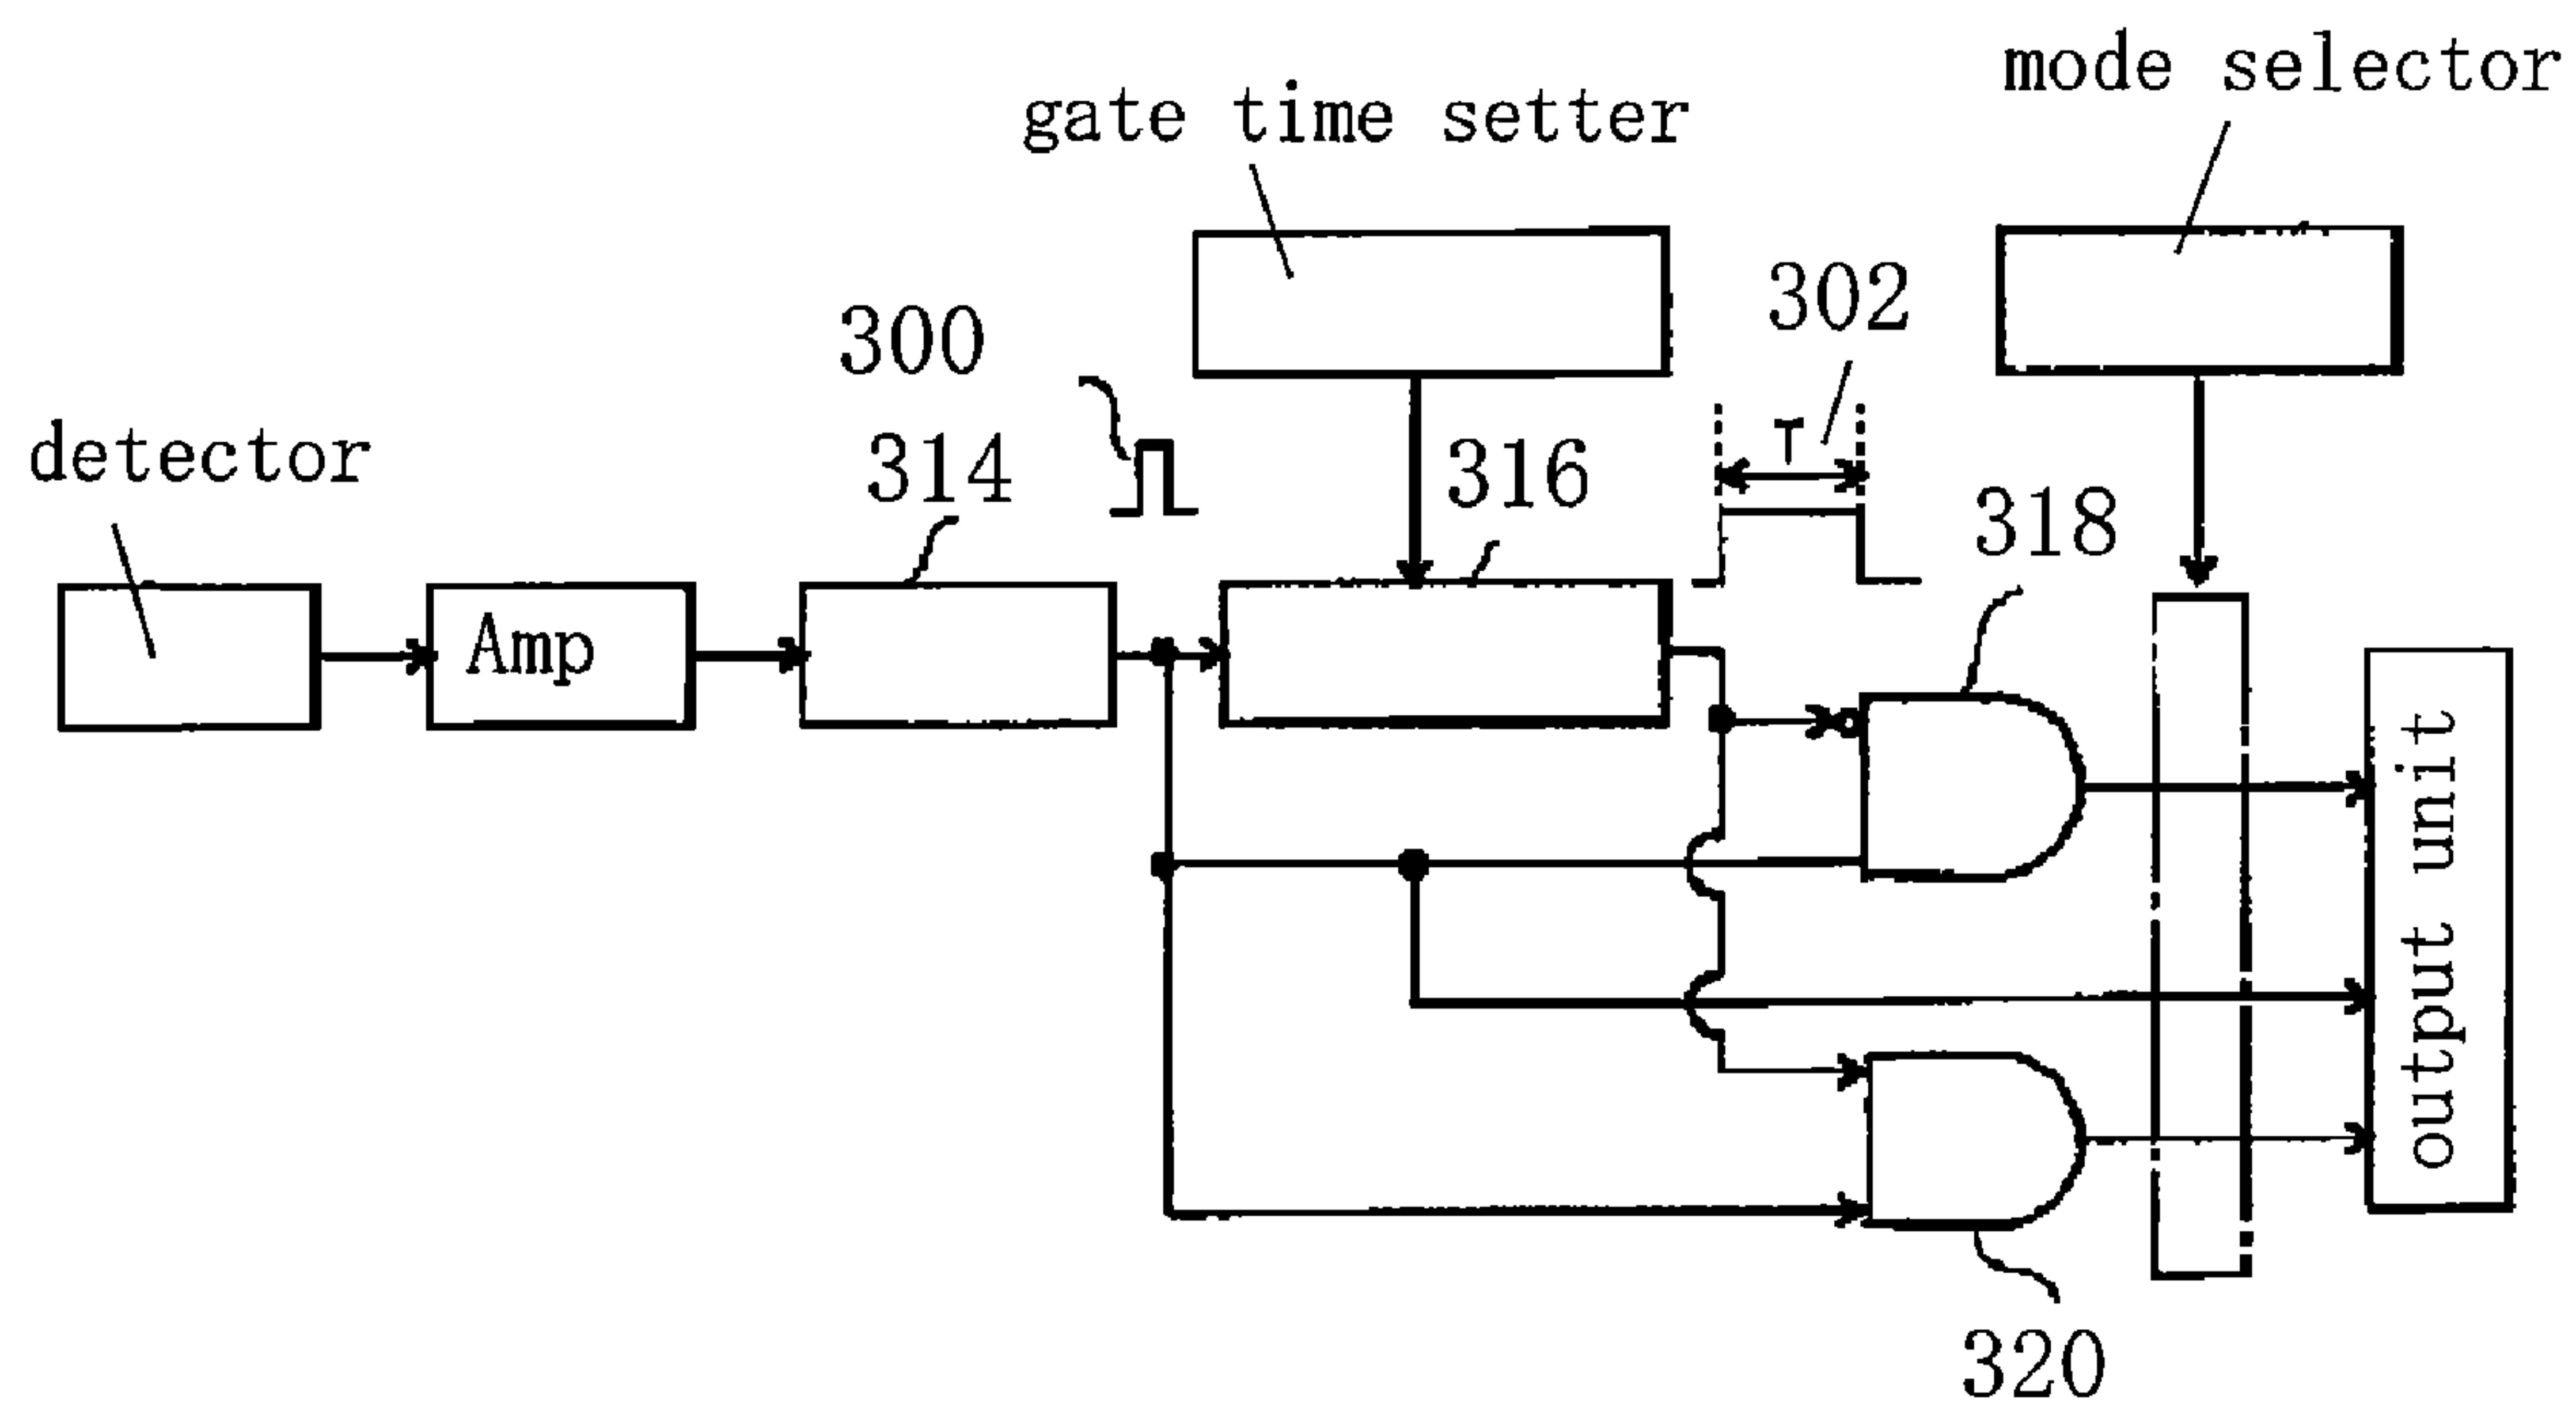 mode selector
gate time setter
302
300
detector
314
316
T
318
Amp
output unit
320